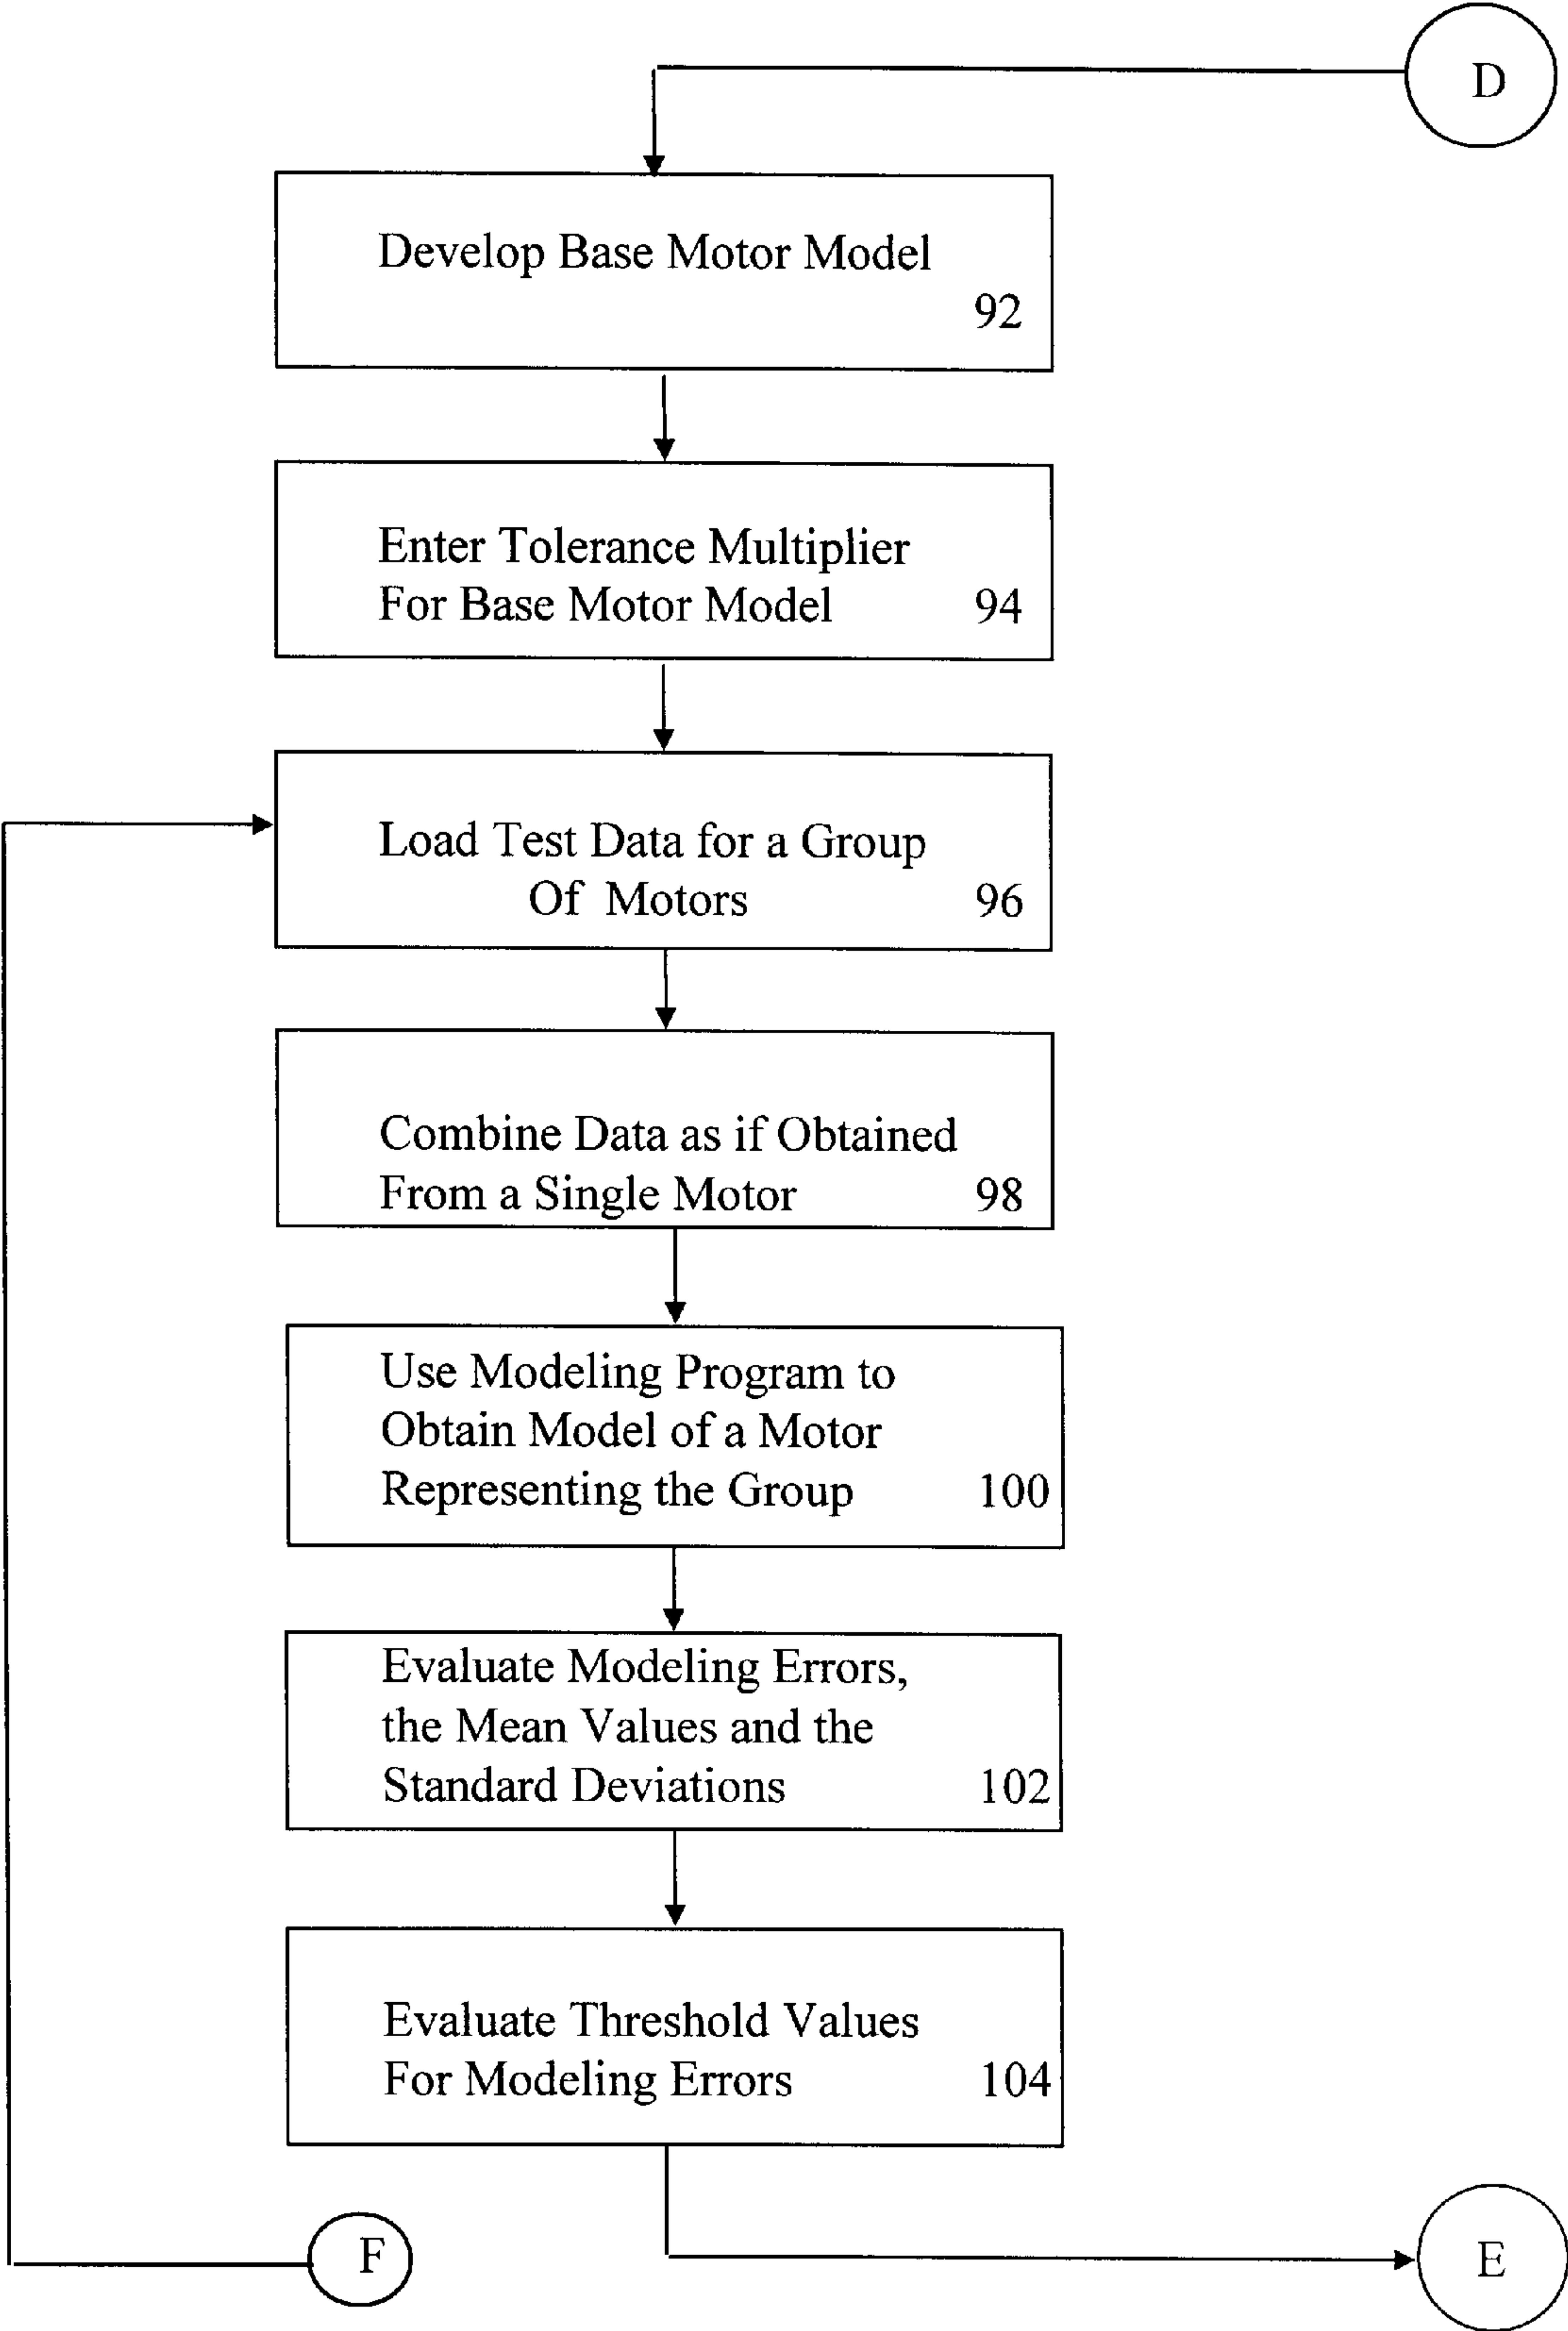 D
Develop Base Motor Model
92
Enter Tolerance Multiplier
For Base Motor Model 94
Load Test Data for a Group
Of Motors 96
Combine Data as if Obtained
From a Single Motor 98
Use Modeling Program to
Obtain Model of a Motor
Representing the Group 100
Evaluate Modeling Errors,
the Mean Values and the
Standard Deviations 102
Evaluate Threshold Values
For Modeling Errors 104
F
E